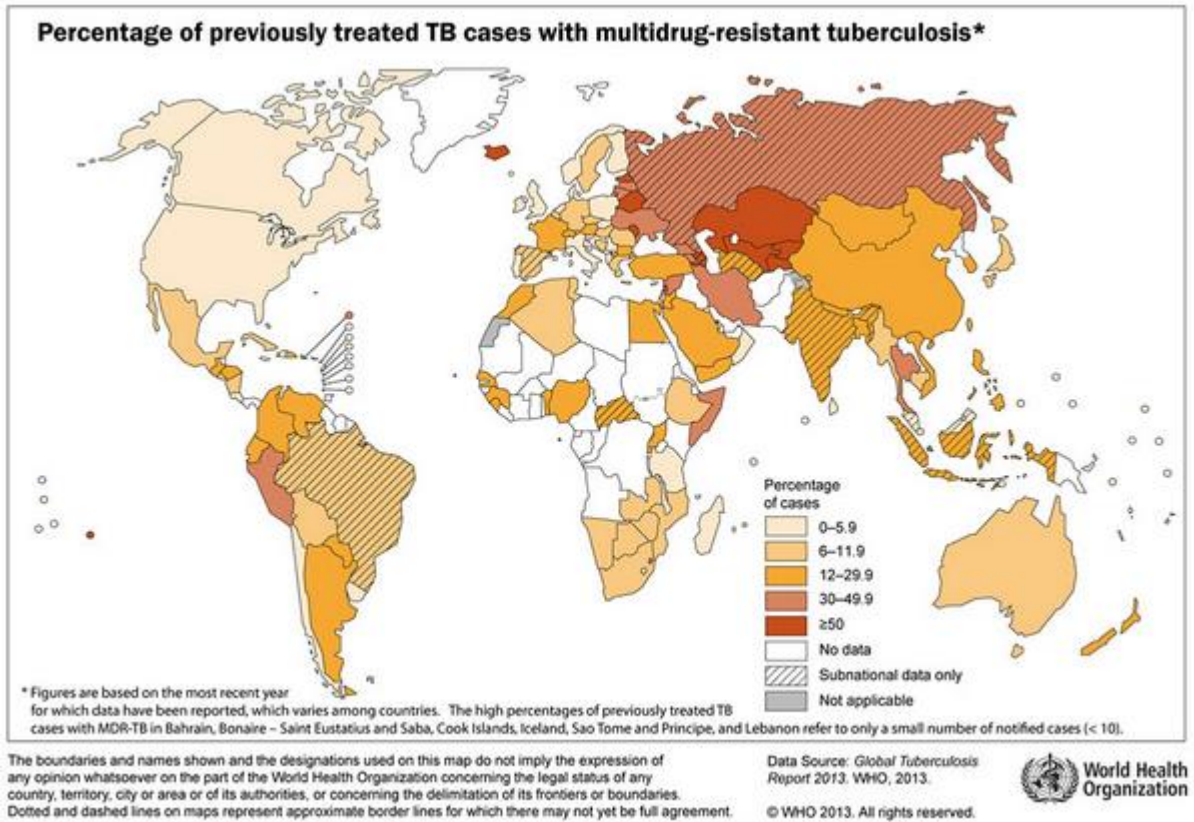 Percentage of previously treated TB cases with multidrug-resistant tuberculosis*
Percentage
of cases
0–5.9
6–11.9
12–29.9
30–49.9
≥50
No data
Subnational data only
Not applicable
* Figures are based on the most recent year
for which data have been reported, which varies among countries. The high percentages of previously treated TB
cases with MDR-TB in Bahrain, Bonaire – Saint Eustatius and Saba, Cook Islands, Iceland, Sao Tome and Principe, and Lebanon refer to only a small number of notified cases (< 10).
The boundaries and names shown and the designations used on this map do not imply the expression of
any opinion whatsoever on the part of the World Health Organization concerning the legal status of any
country, territory, city or area or of its authorities, or concerning the delimitation of its frontiers or boundaries.
Dotted and dashed lines on maps represent approximate border lines for which there may not yet be full agreement.
Data Source: Global Tuberculosis
Report 2013. WHO, 2013.
© WHO 2013. All rights reserved.
World Health
Organization